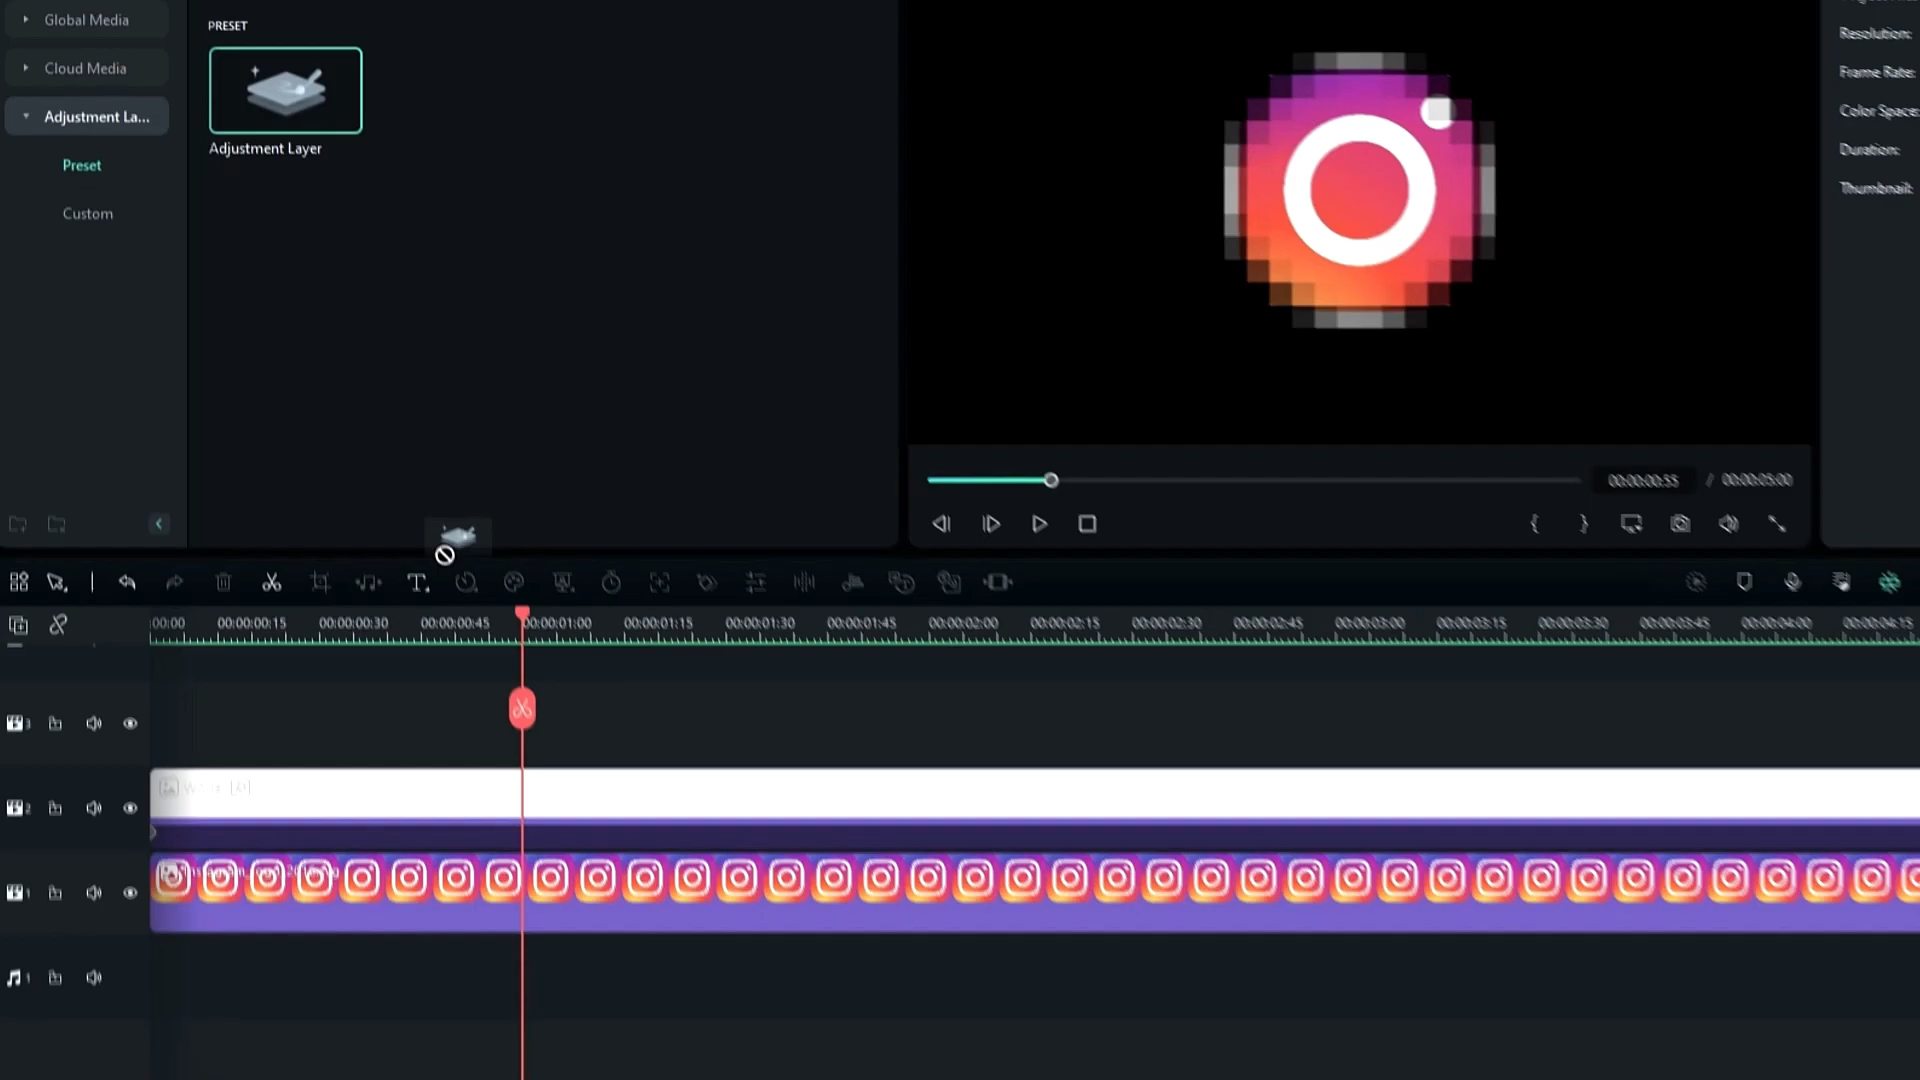 Global Media
Cloud Media
Adjustment La...
Preset
Custom
PRESET
Adjustment Layer
Resolution:
Frame Rate:
Color Space:
Duration:
Thumbnail:
00:00:00:55 / 00:00:05:00
:00:00 00:00:00:15 00:00:00:30 00:00:00:45 00:00:01:00 00:00:01:15 00:00:01:30 00:00:01:45 00:00:02:00 00:00:02:15 00:00:02:30 00:00:02:45 00:00:03:00 00:00:03:15 00:00:03:30 00:00:03:45 00:00:04:00 00:00:04:15
3
2
1
1